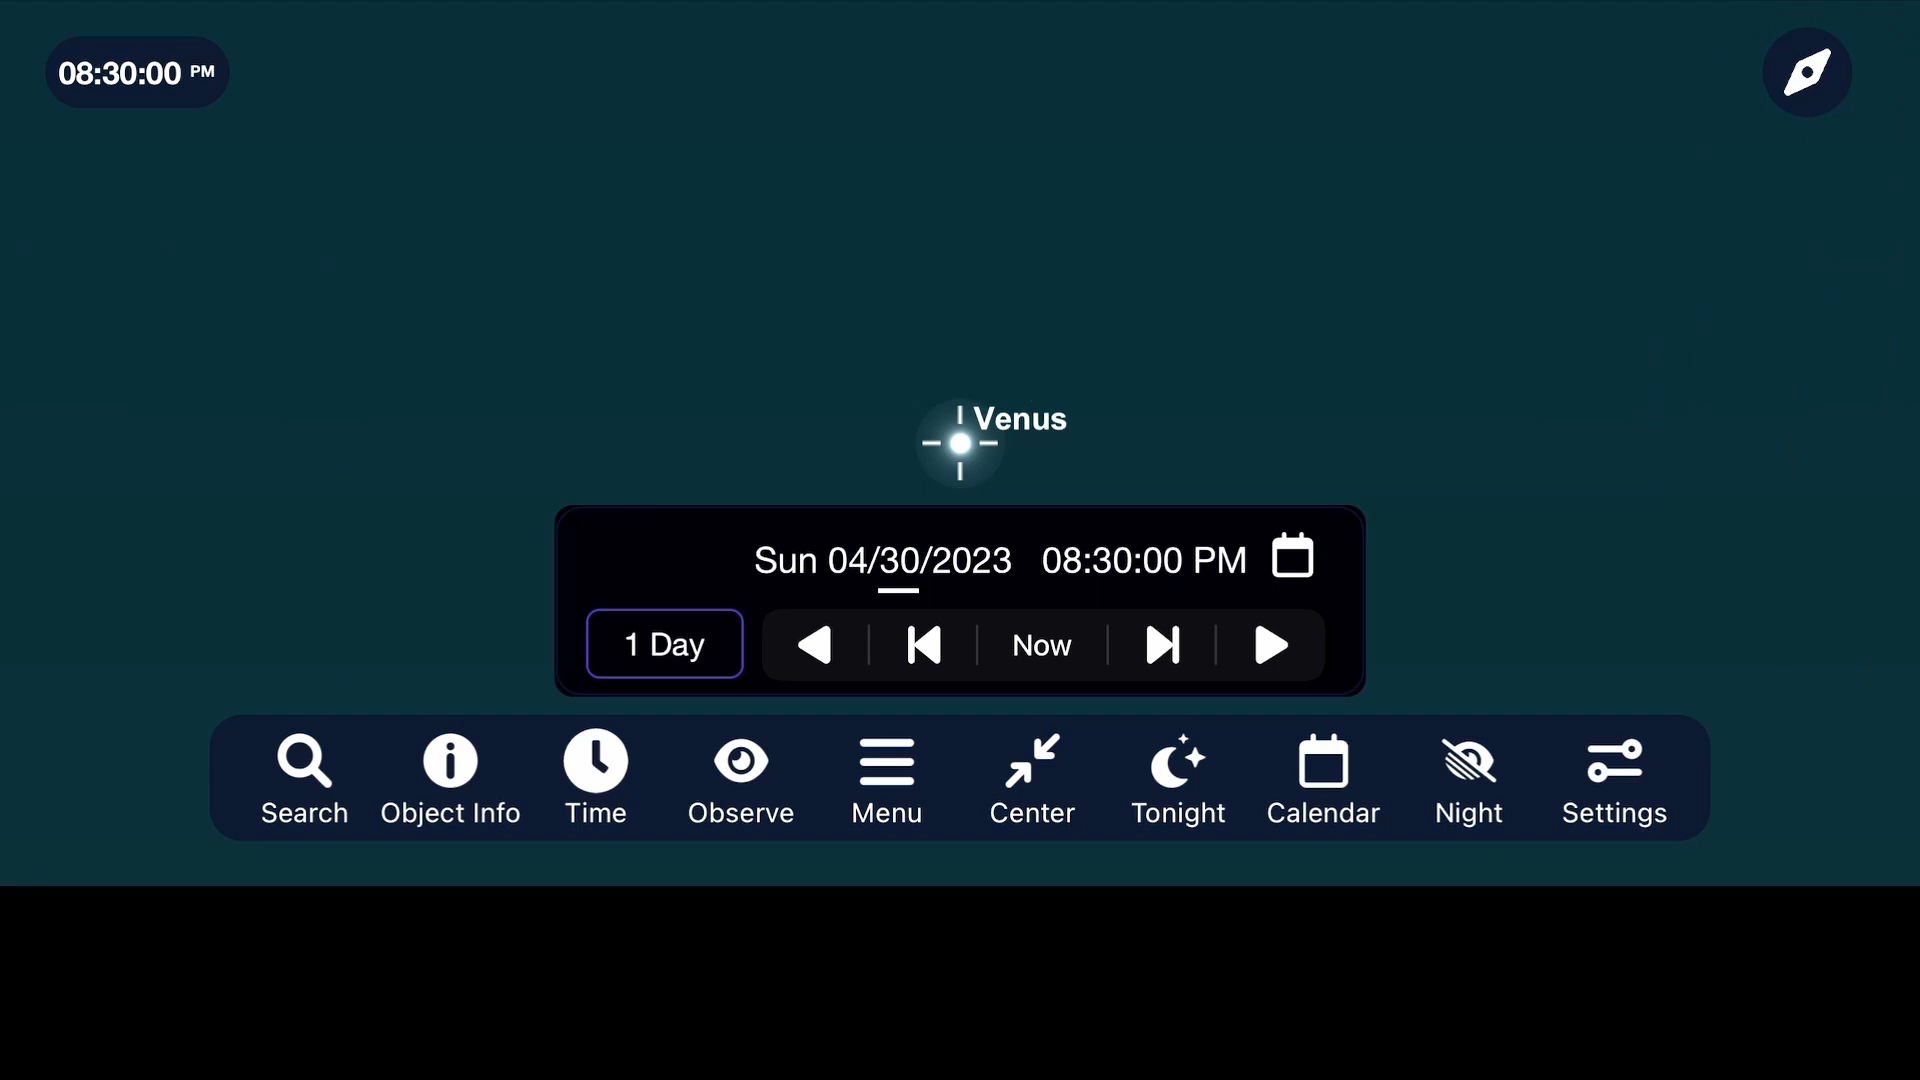 08:30:00 PM
Venus
Sun 04/30/2023 08:30:00 PM
1 Day Now
Search Object Info Time Observe Menu Center Tonight Calendar Night Settings